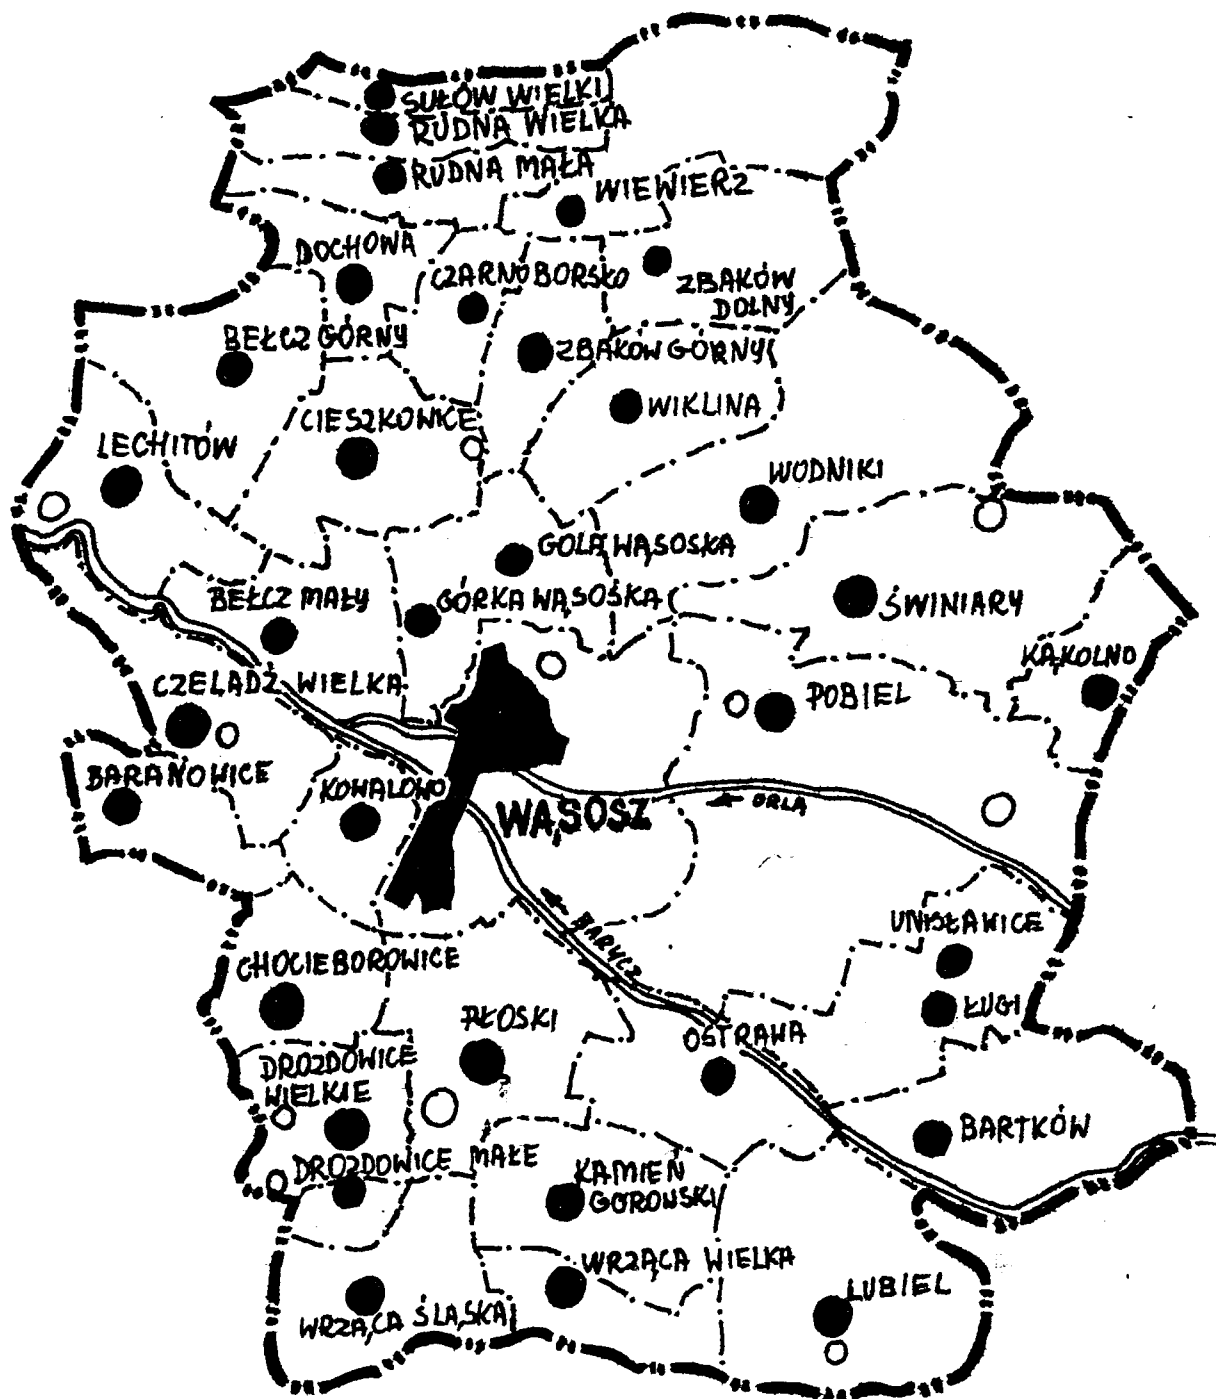 SUŁÓW WIELKI
RUDNA WIELKA
RUDNA MAŁA
WIEWIERZ
DOCHOWA
CZARNOBORSKO
ZBAKÓW
DOLNY
BEŁCZ GÓRNY
ZBAKOW GÓRNY
CIESZKOWICE
WIKLINA
LECHITÓW
WODNIKI
GOLA WĄSOSKA
BEŁCZ MAŁY
GÓRKA WĄSOSKA
ŚWINIARY
KĄKOLNO
CZELADŹ WIELKA
POBIEL
BARANOWICE
KOWALOWO
WĄSOSZ
ORLA
UNISŁAWICE
BARYCZ
CHOCIEBOROWICE
ŁUGI
PŁOSKI
OSTRAWA
DROZDOWICE
WIELKIE
BARTKÓW
DROZDOWICE MAŁE
KAMIEŃ
GOROWSKI
WRZĄCA WIELKA
LUBIEL
WRZĄCA ŚLĄSKA